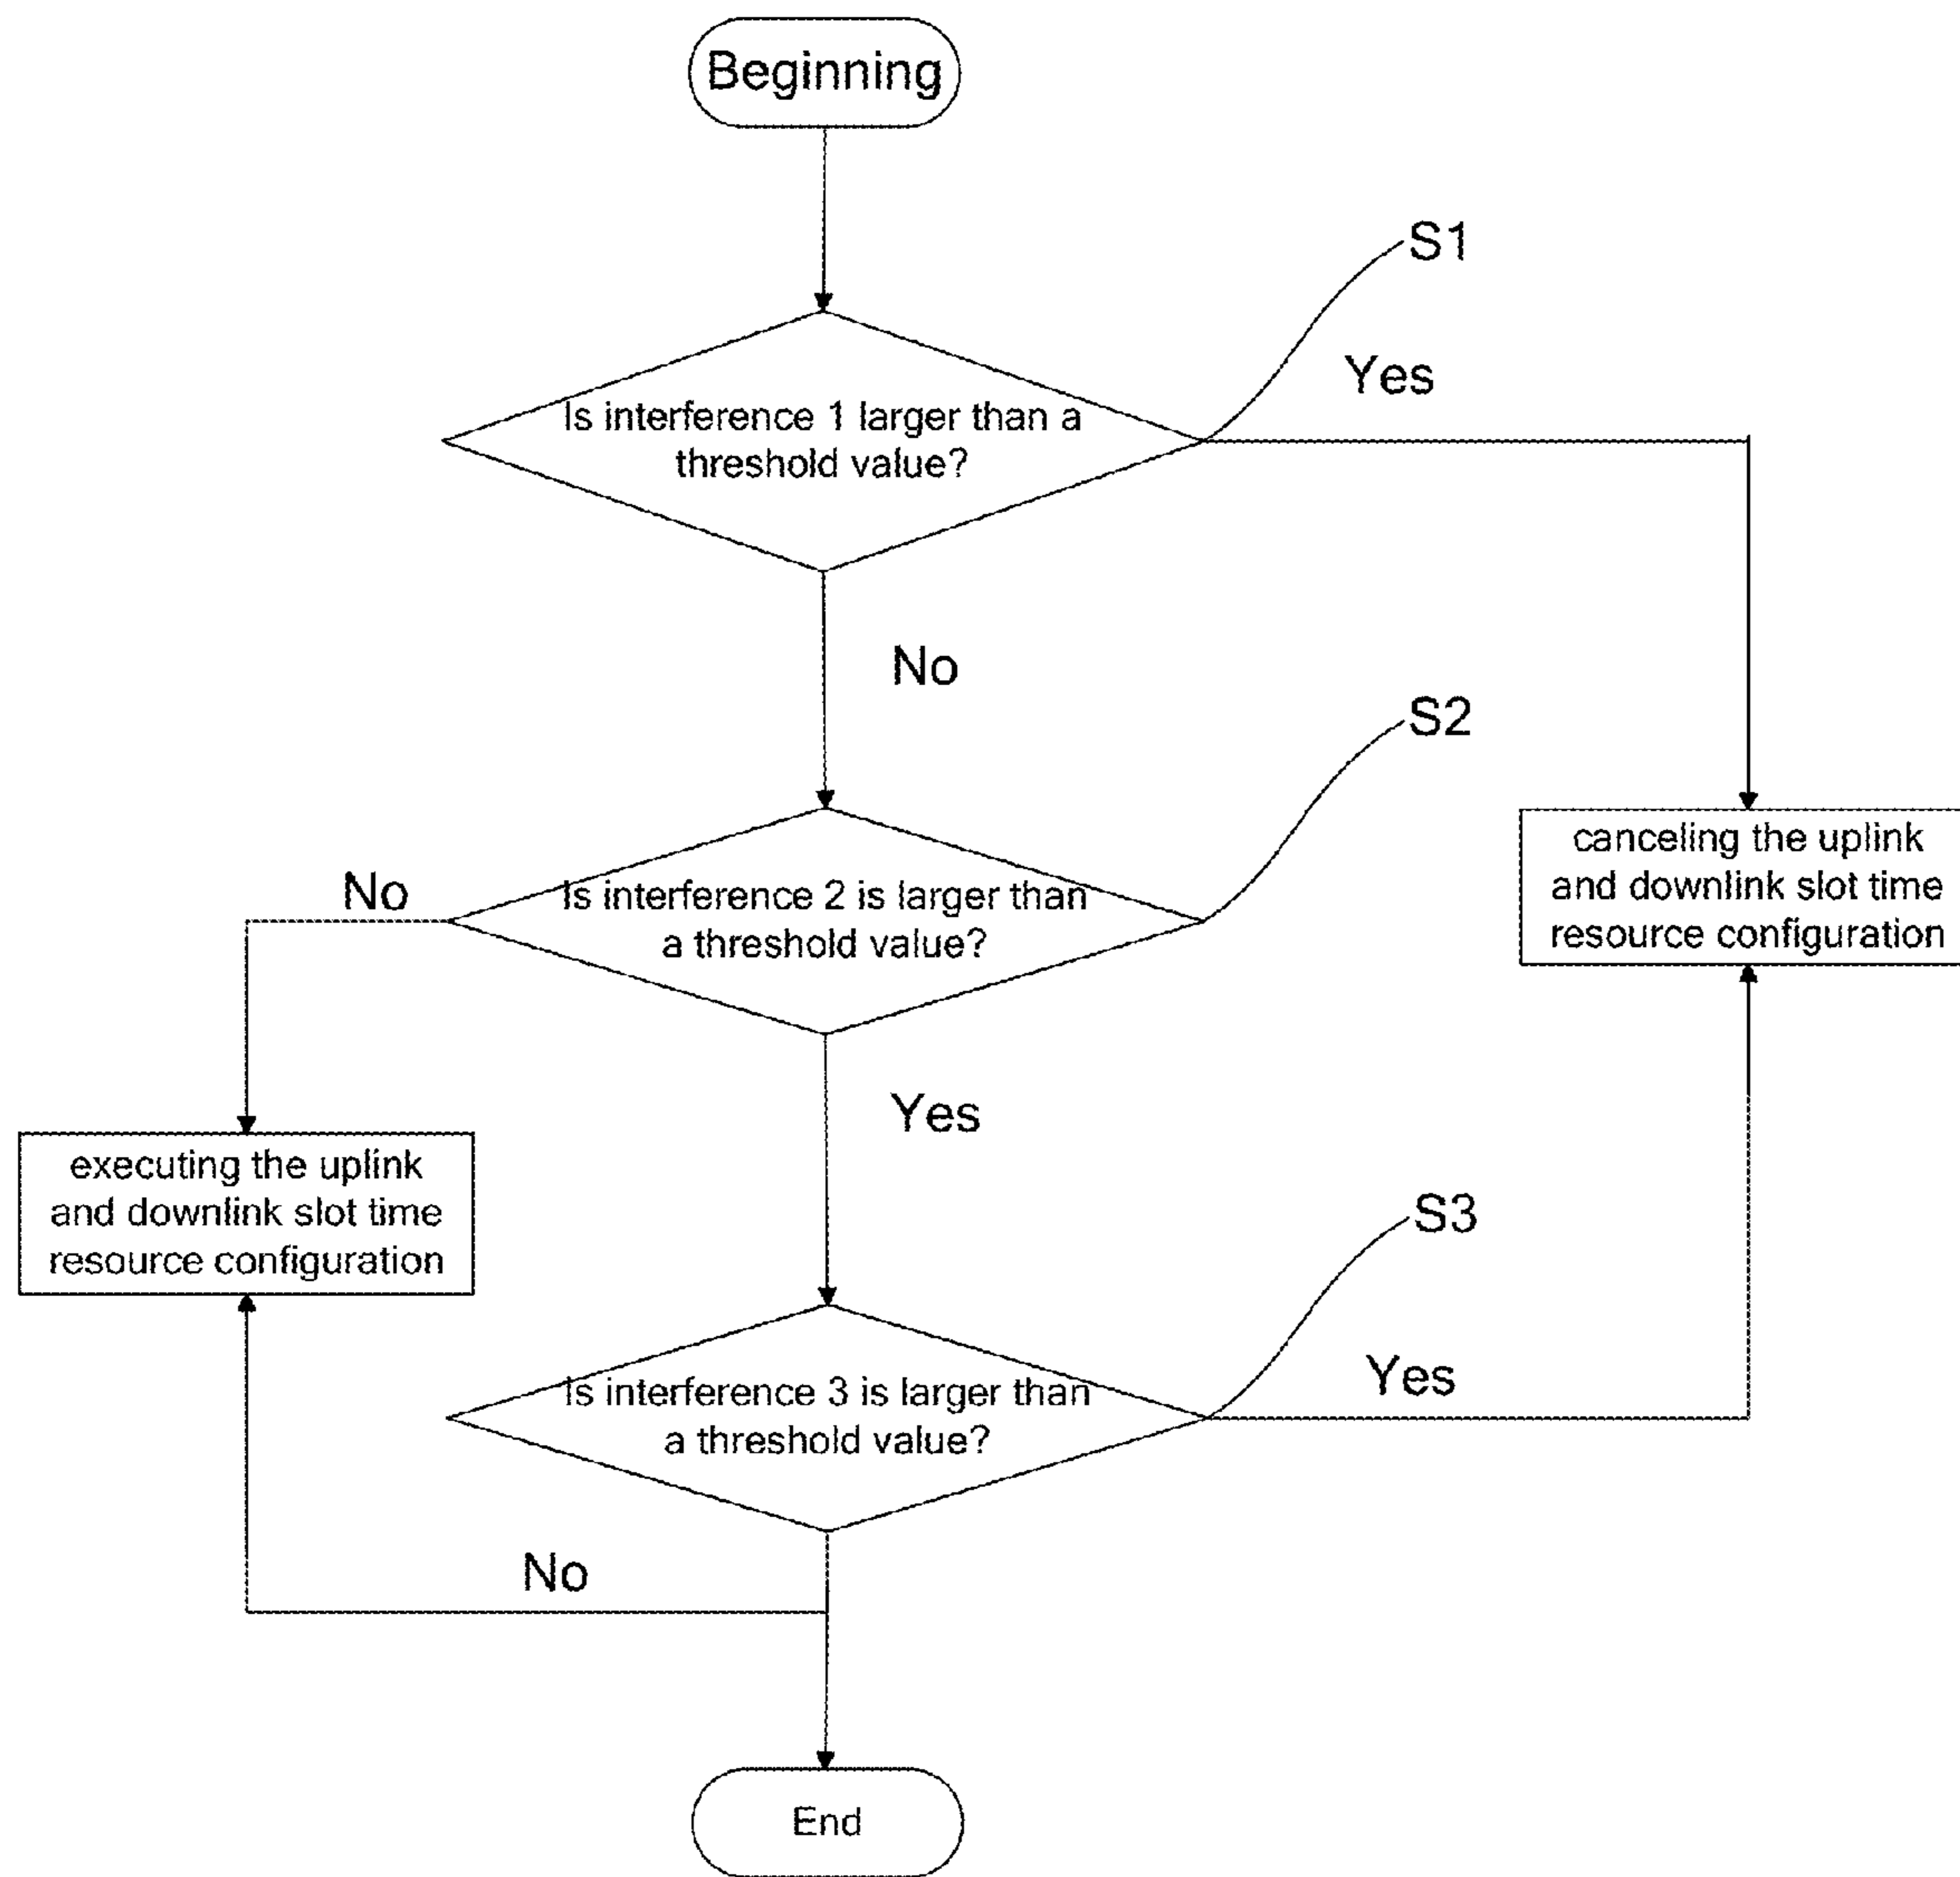 Beginning
S1
Yes
Is interference 1 larger than a
threshold value?
No
S2
canceling the uplink
and downlink slot time
resource configuration
No
Is interference 2 is larger than
a threshold value?
Yes
executing the uplink
and downlink slot time
resource configuration
S3
Yes
Is interference 3 is larger than
a threshold value?
No
End